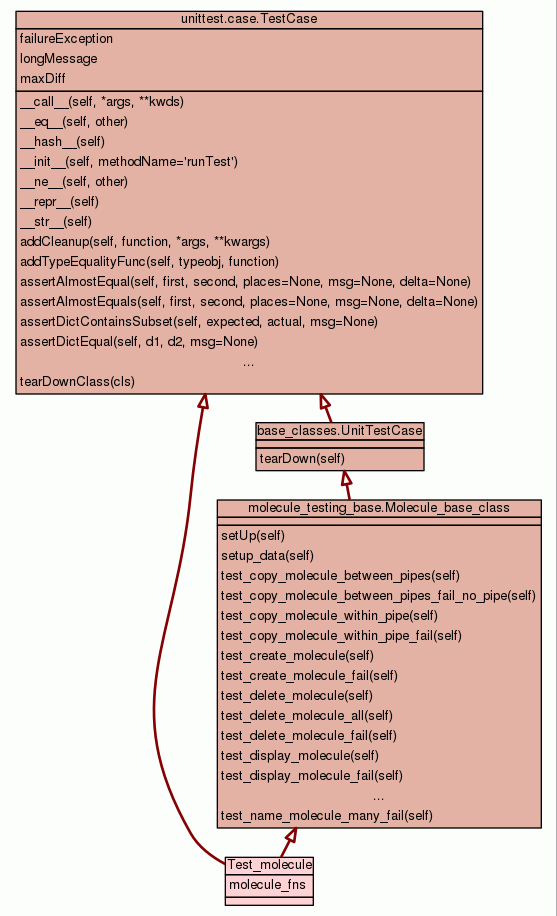 unittest.case.TestCase
failureException
longMessage
maxDiff
__call__(self, *args, **kwds)
__eq__(self, other)
__hash__(self)
__init__(self, methodName='runTest')
__ne__(self, other)
__repr__(self)
__str__(self)
addCleanup(self, function, *args, **kwargs)
addTypeEqualityFunc(self, typeobj, function)
assertAlmostEqual(self, first, second, places=None, msg=None, delta=None)
assertAlmostEquals(self, first, second, places=None, msg=None, delta=None)
assertDictContainsSubset(self, expected, actual, msg=None)
assertDictEqual(self, d1, d2, msg=None)
...
tearDownClass(cls)
base_classes.UnitTestCase
tearDown(self)
molecule_testing_base.Molecule_base_class
setUp(self)
setup_data(self)
test_copy_molecule_between_pipes(self)
test_copy_molecule_between_pipes_fail_no_pipe(self)
test_copy_molecule_within_pipe(self)
test_copy_molecule_within_pipe_fail(self)
test_create_molecule(self)
test_create_molecule_fail(self)
test_delete_molecule(self)
test_delete_molecule_all(self)
test_delete_molecule_fail(self)
test_display_molecule(self)
test_display_molecule_fail(self)
...
test_name_molecule_many_fail(self)
Test_molecule
molecule_fns